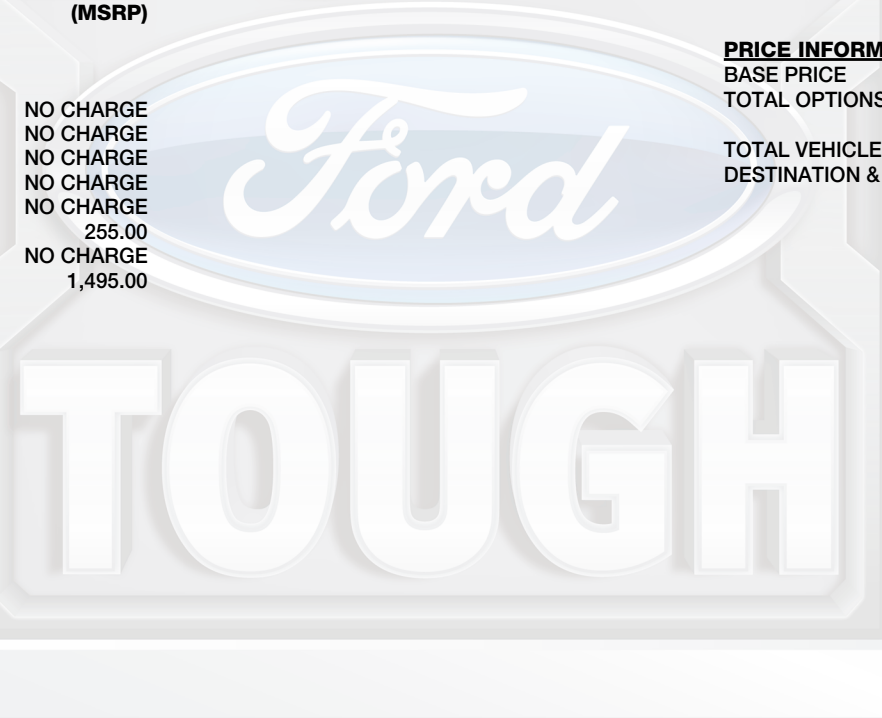 (MSRP)
NO CHARGE
NO CHARGE
NO CHARGE
NO CHARGE
NO CHARGE
255.00
NO CHARGE
1,495.00
PRICE INFORM
BASE PRICE
TOTAL OPTIONS
TOTAL VEHICLE
DESTINATION &
Ford
TOUGH